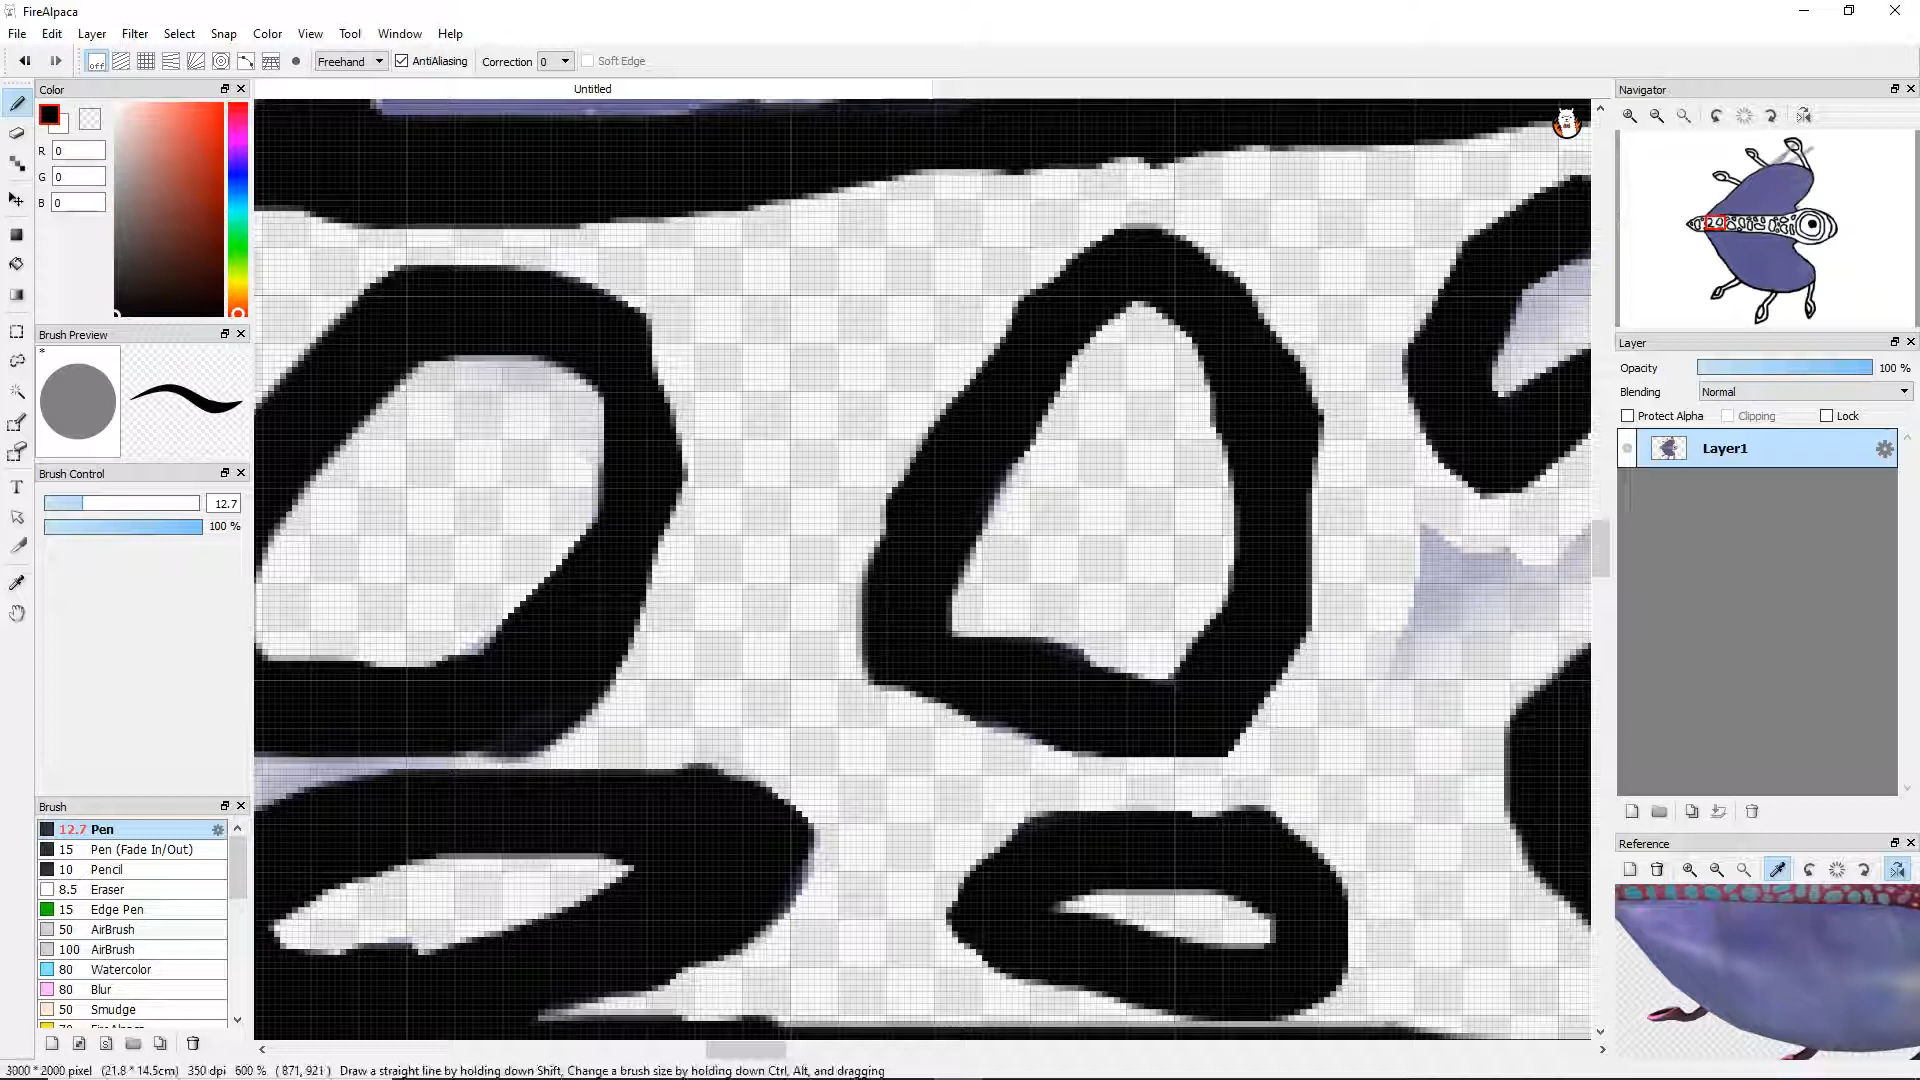 FireAlpaca
File Edit Layer Filter Select Snap Color View Tool Window Help
off Freehand AntiAliasing Correction 0 Soft Edge
Color
Untitled
Navigator
R 0
G 0
B 0
Brush Preview
*
Layer
Opacity 100 %
Blending Normal
Protect Alpha Clipping Lock
Layer1
Brush Control
12.7
100 %
T
Brush
12.7 Pen
15 Pen (Fade In/Out)
10 Pencil
8.5 Eraser
15 Edge Pen
50 AirBrush
100 AirBrush
80 Watercolor
80 Blur
50 Smudge
Reference
3000 * 2000 pixel (21.8 * 14.5cm) 350 dpi 600 % ( 871, 921 ) Draw a straight line by holding down Shift, Change a brush size by holding down Ctrl, Alt, and dragging